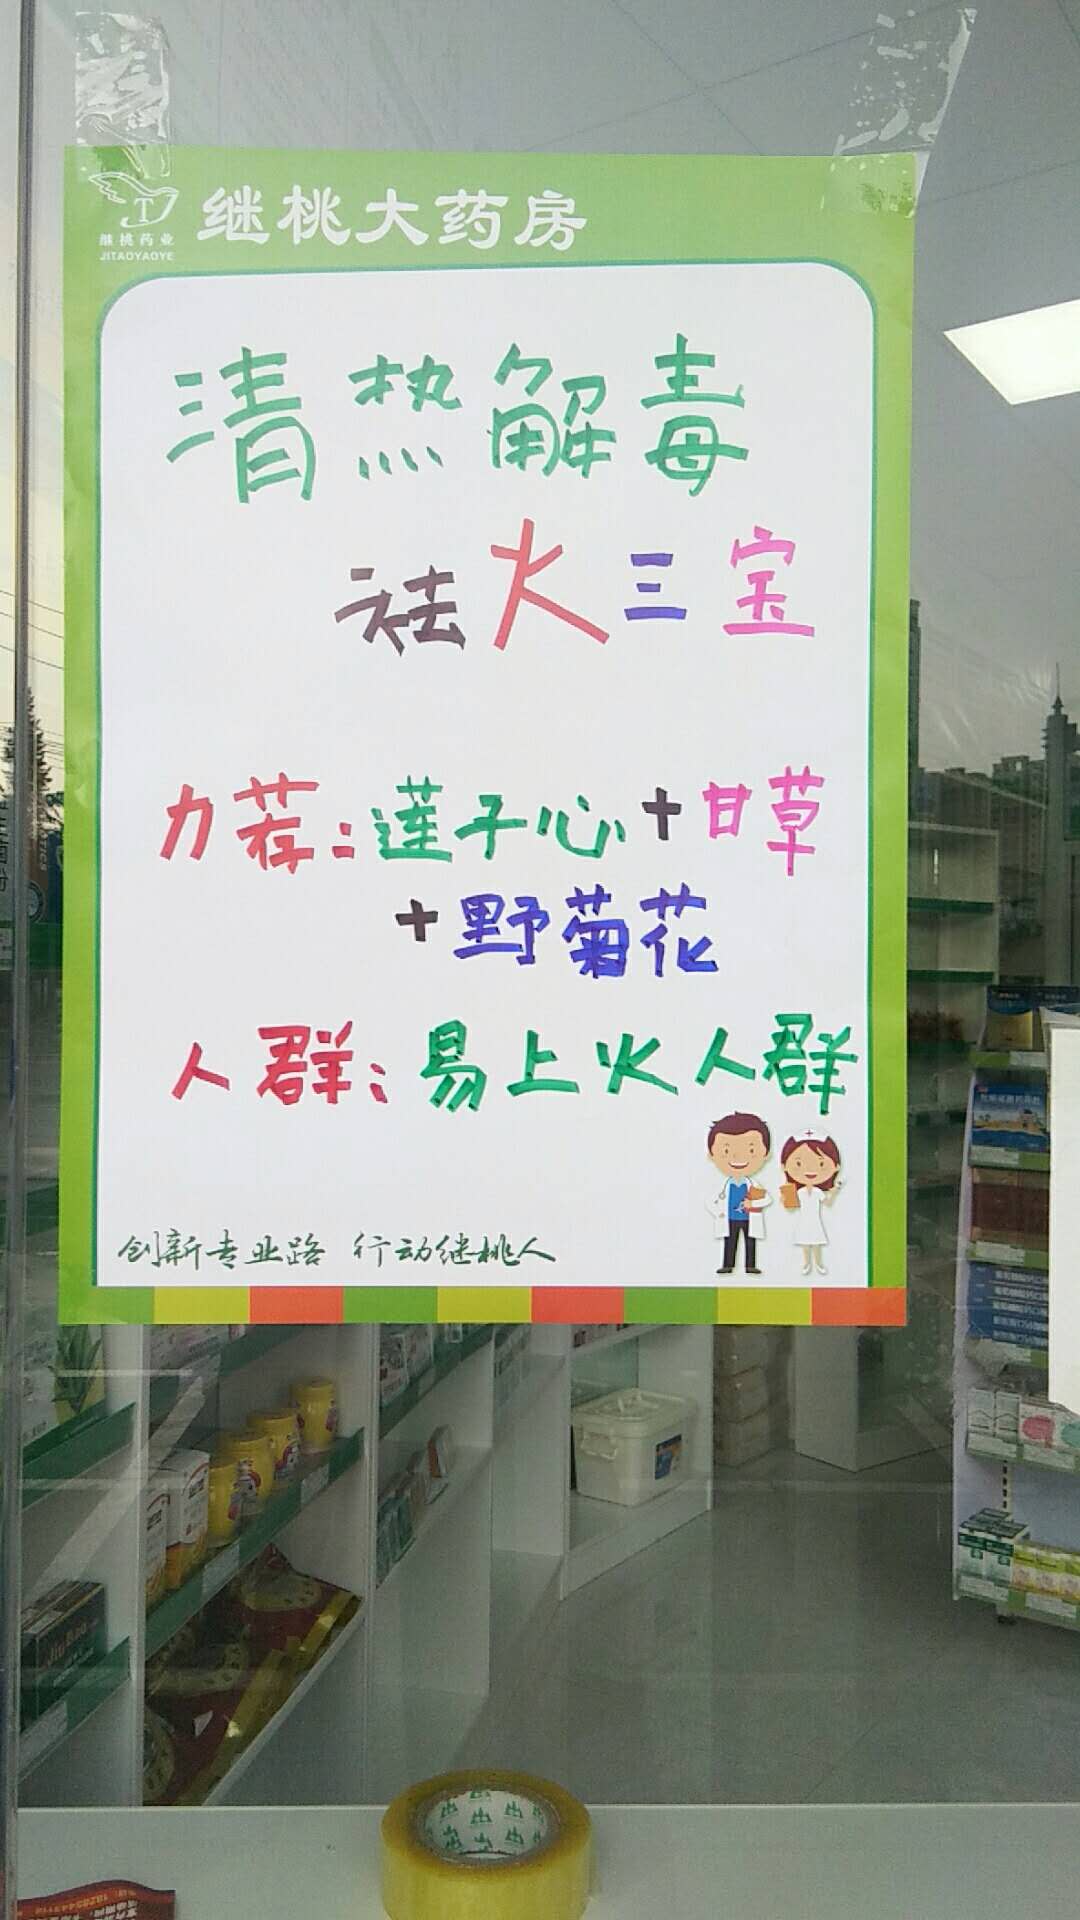 继桃大药房
继桃药业
JITAOYAOYE
清热解毒
祛火三宝
力荐:莲子心+甘草
+野菊花
人群:易上火人群
创新专业路 行动继桃人